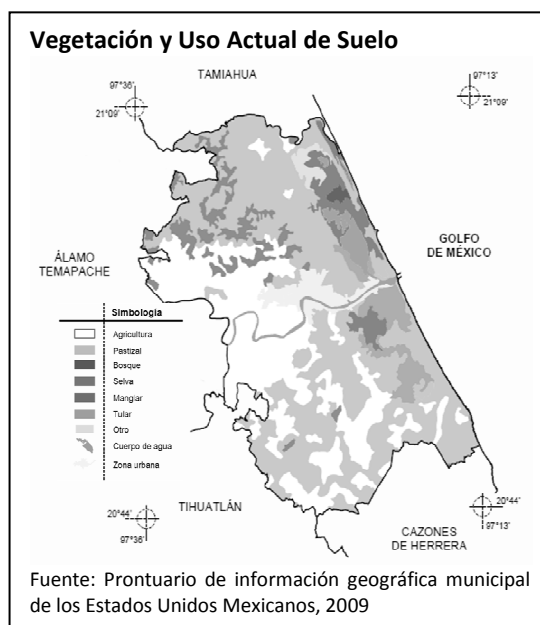 Vegetación y Uso Actual de Suelo
TAMIAHUA
97°36'
21°09'
97°13'
21°09'
GOLFO
DE MÉXICO
ÁLAMO
TEMAPACHE
Simbología
Agricultura
Pastizal
Bosque
Selva
Manglar
Tular
Otro
Cuerpo de agua
Zona urbana
20°44'
97°36'
TIHUATLÁN
20°44'
97°13'
CAZONES
DE HERRERA
Fuente: Prontuario de información geográfica municipal
de los Estados Unidos Mexicanos, 2009